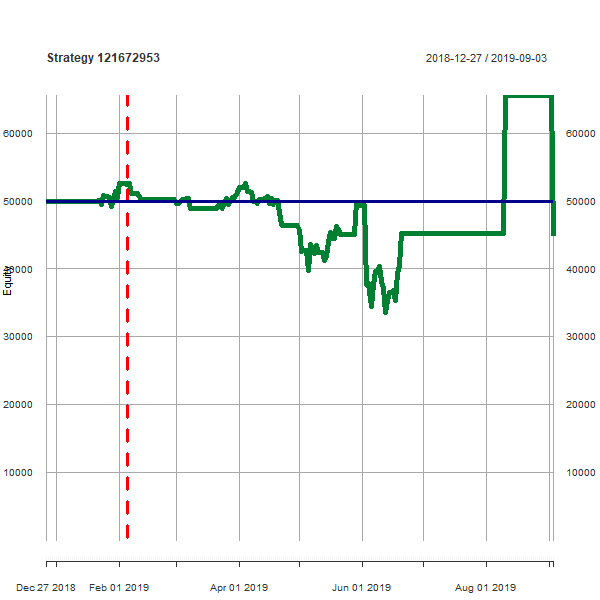 Strategy 121672953
2018-12-27 / 2019-09-03
60000
60000
50000
50000
40000
40000
Equity
30000
30000
20000
20000
10000
10000
Dec 27 2018
Feb 01 2019
Apr 01 2019
Jun 01 2019
Aug 01 2019